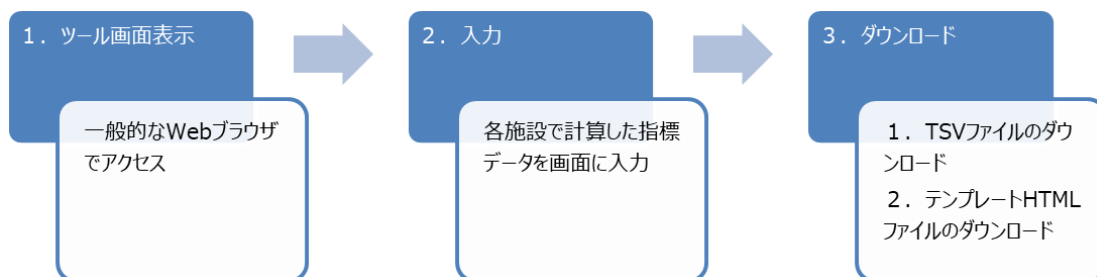 1．ツール画面表示
一般的なWebブラウザ
でアクセス
2．入力
各施設で計算した指標
データを画面に入力
3．ダウンロード
1．TSVファイルのダウ
ンロード
2．テンプレートHTML
ファイルのダウンロード